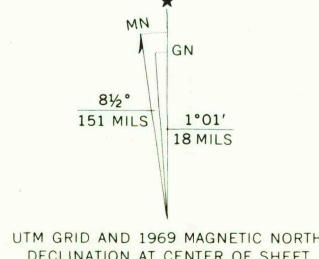 MN
GN
8½°
151 MILS
1°01′
18 MILS
UTM GRID AND 1969 MAGNETIC NORTH
DECLINATION AT CENTER OF SHEET